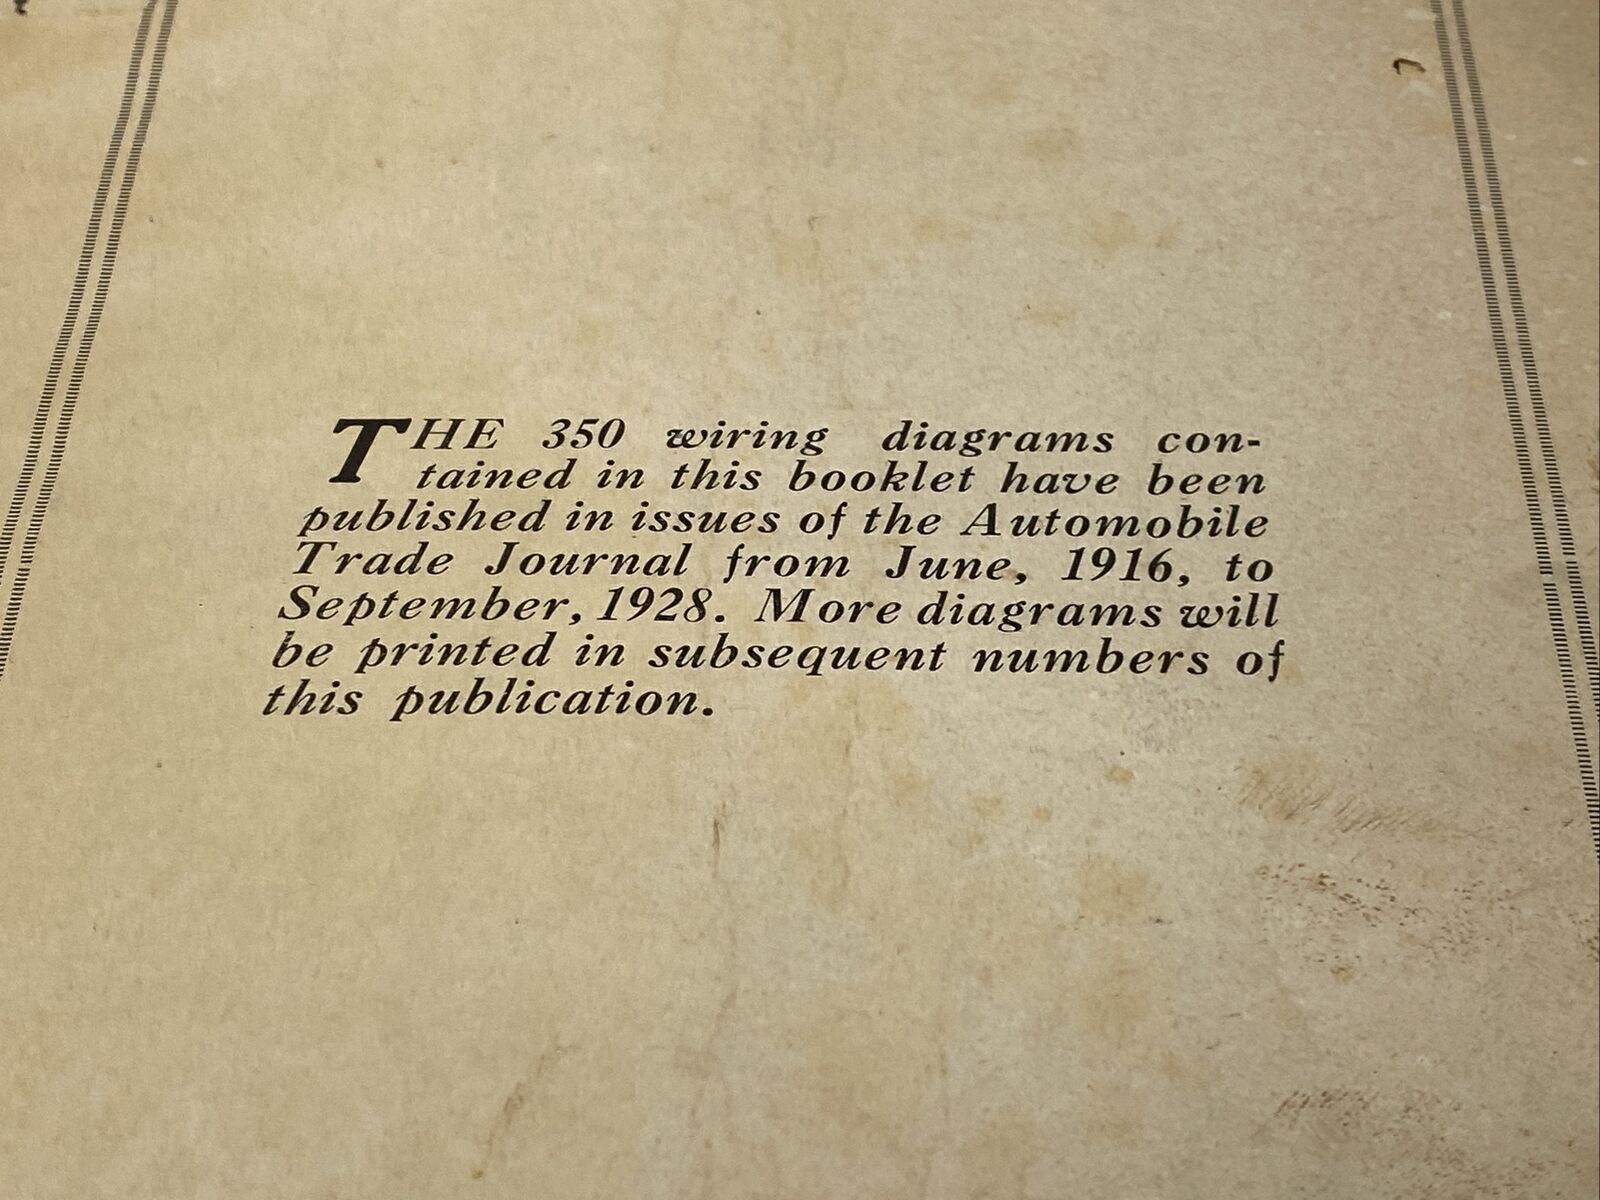 THE 350 wiring diagrams con-
tained in this booklet have been
published in issues of the Automobile
Trade Journal from June, 1916, to
September, 1928. More diagrams will
be printed in subsequent numbers of
this publication.